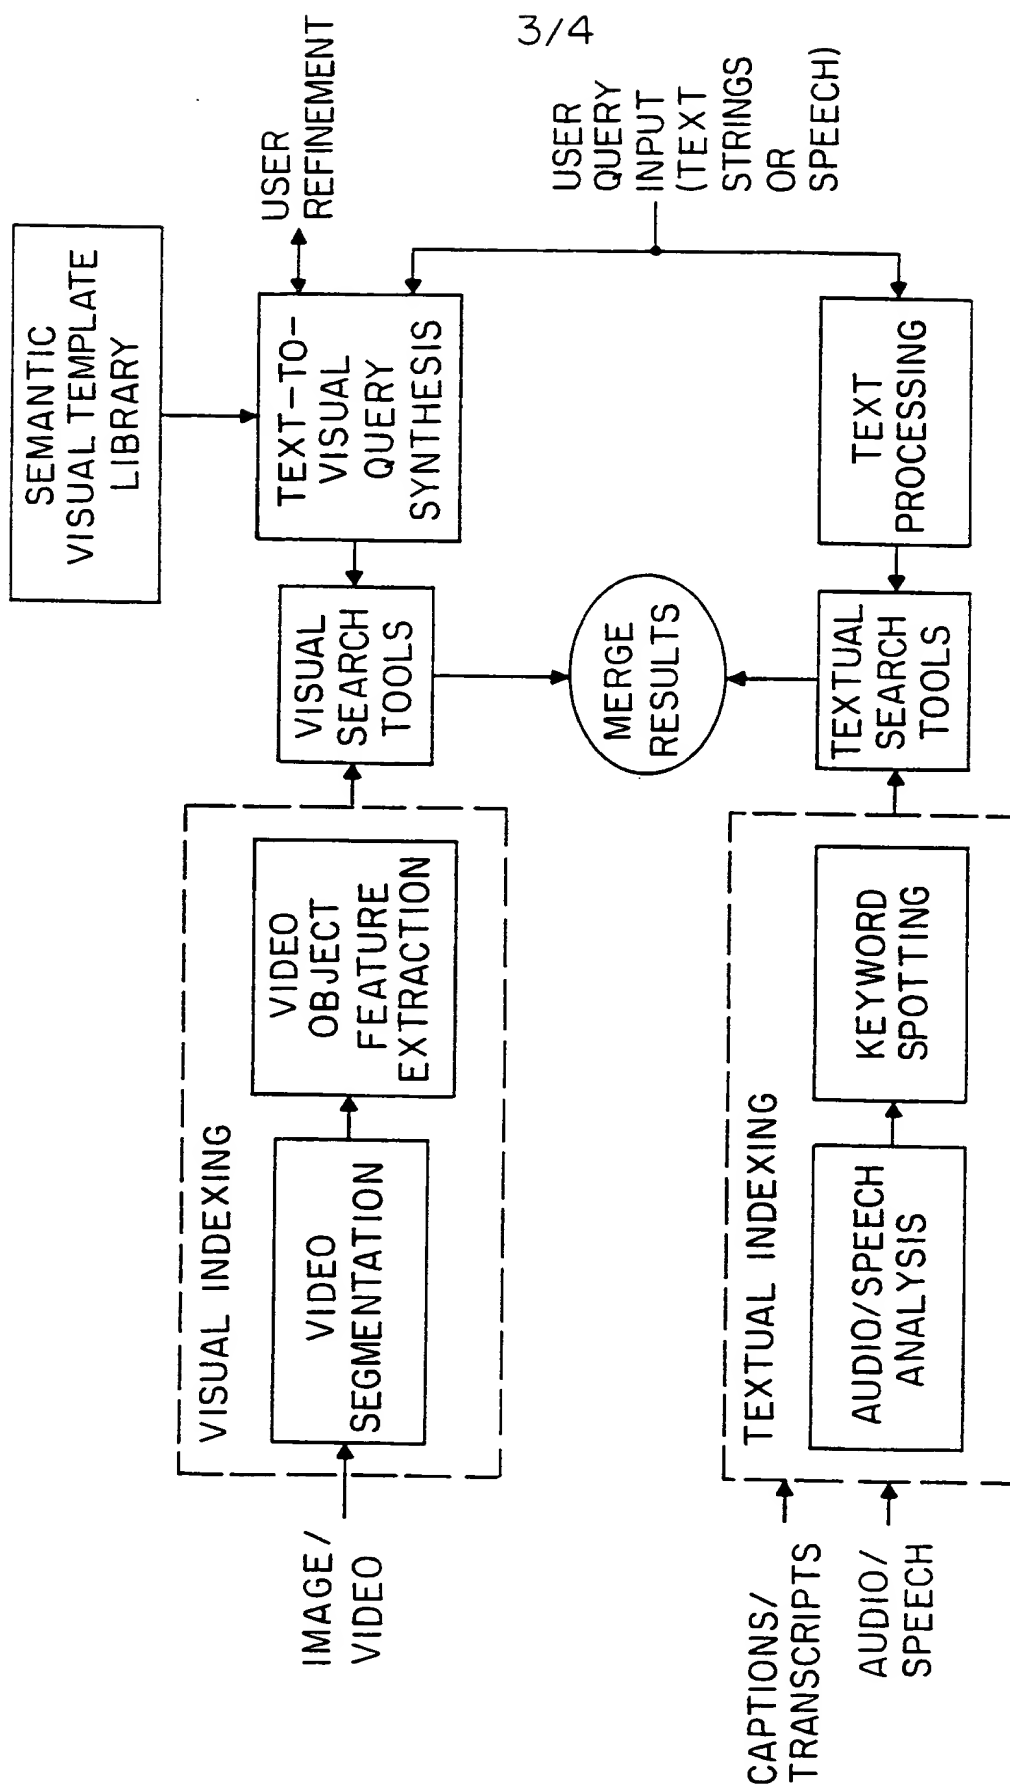 3/4
SEMANTIC
VISUAL TEMPLATE
LIBRARY
USER
REFINEMENT
TEXT-TO-
VISUAL
QUERY
SYNTHESIS
USER
QUERY
INPUT
(TEXT
STRINGS
OR
SPEECH)
VISUAL
SEARCH
TOOLS
MERGE
RESULTS
TEXTUAL
SEARCH
TOOLS
TEXT
PROCESSING
VISUAL INDEXING
VIDEO
OBJECT
FEATURE
EXTRACTION
VIDEO
SEGMENTATION
IMAGE/
VIDEO
TEXTUAL INDEXING
KEYWORD
SPOTTING
AUDIO/SPEECH
ANALYSIS
CAPTIONS/
TRANSCRIPTS
AUDIO/
SPEECH